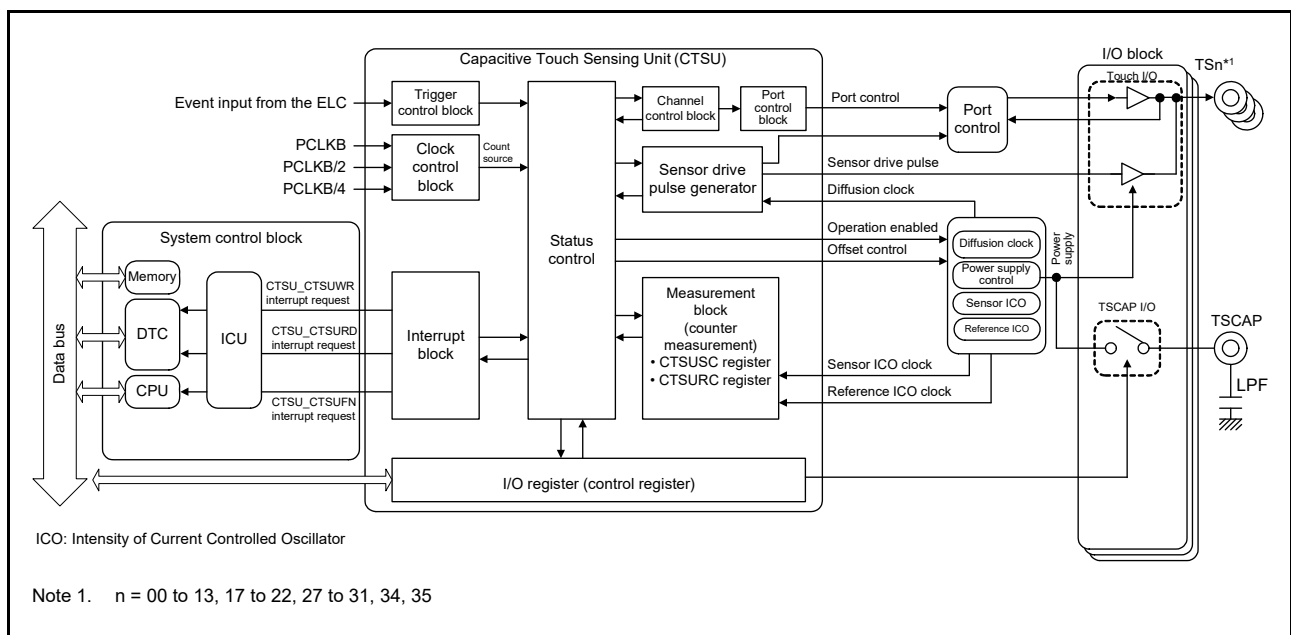 Capacitive Touch Sensing Unit (CTSU)
I/O block
TSn*1
Touch I/O
Event input from the ELC
Trigger
control block
Channel
control block
Port
control
block
Port control
Port
control
PCLKB
PCLKB/2
PCLKB/4
Clock
control
block
Count
source
Sensor drive
pulse generator
Sensor drive pulse
Diffusion clock
Status
control
Operation enabled
Offset control
Diffusion clock
Power supply
control
Sensor ICO
Reference ICO
Power
supply
System control block
Data bus
Memory
DTC
CPU
ICU
CTSU_CTSUWR
interrupt request
CTSU_CTSURD
interrupt request
CTSU_CTSUFN
interrupt request
Interrupt
block
Measurement
block
(counter
measurement)
• CTSUSC register
• CTSURC register
Sensor ICO clock
Reference ICO clock
TSCAP I/O
TSCAP
LPF
I/O register (control register)
ICO: Intensity of Current Controlled Oscillator
Note 1. n = 00 to 13, 17 to 22, 27 to 31, 34, 35